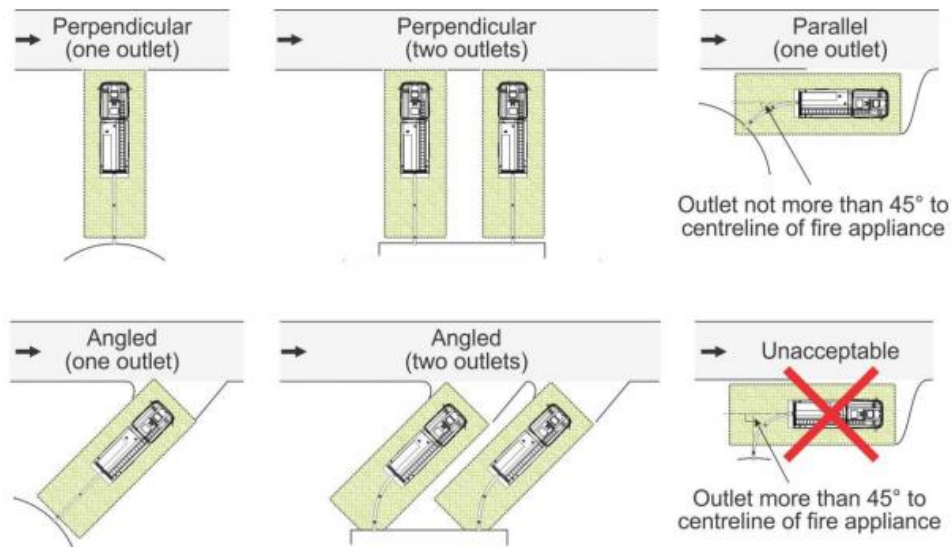 Perpendicular
(one outlet)
Perpendicular
(two outlets)
Parallel
(one outlet)
Outlet not more than 45° to
centreline of fire appliance
Angled
(one outlet)
Angled
(two outlets)
Unacceptable
Outlet more than 45° to
centreline of fire appliance